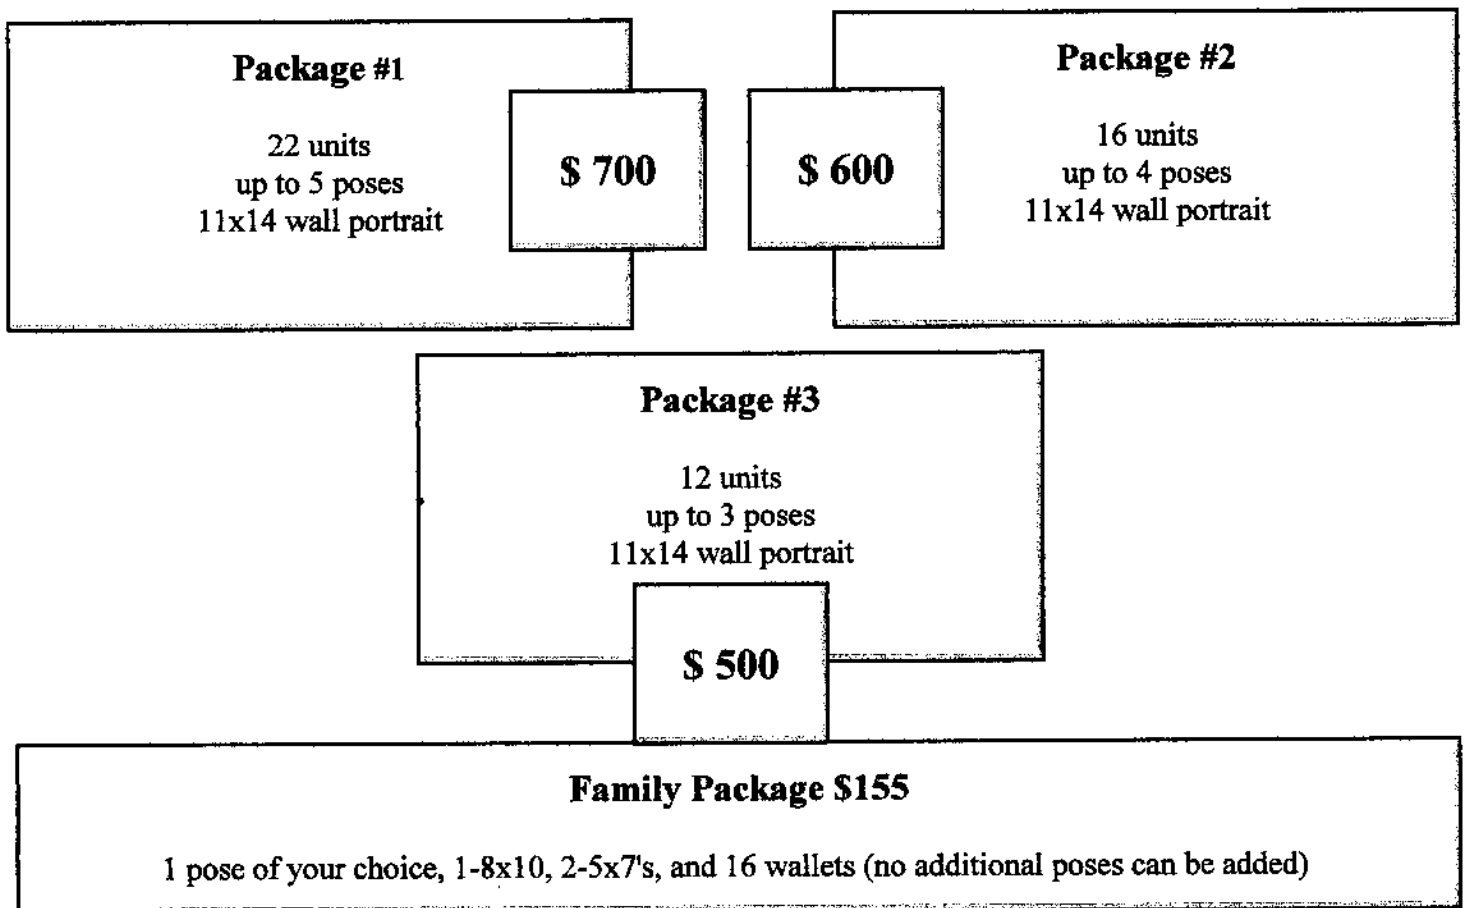 Package #1
22 units
up to 5 poses
11x14 wall portrait
$ 700
Package #2
16 units
up to 4 poses
11x14 wall portrait
$ 600
Package #3
12 units
up to 3 poses
11x14 wall portrait
$ 500
Family Package $155
1 pose of your choice, 1-8x10, 2-5x7's, and 16 wallets (no additional poses can be added)